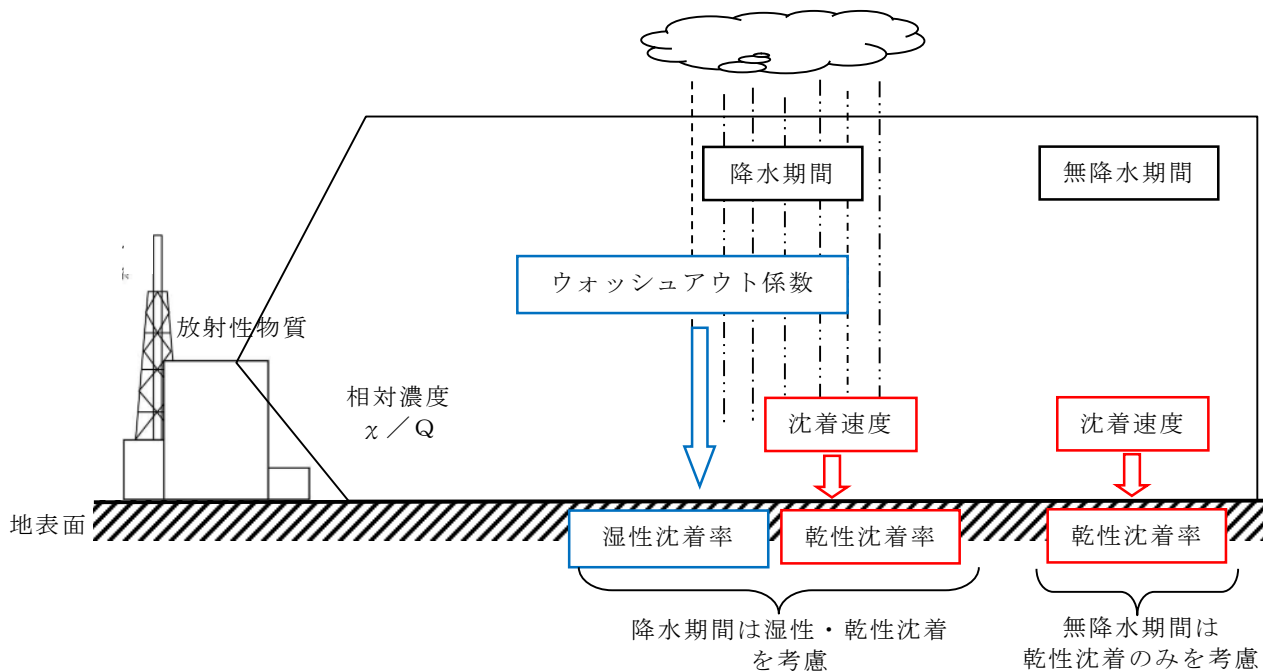 降水期間
無降水期間
ウォッシュアウト係数
放射性物質
相対濃度
χ／Q
沈着速度
沈着速度
地表面
湿性沈着率
乾性沈着率
乾性沈着率
降水期間は湿性・乾性沈着
を考慮
無降水期間は
乾性沈着のみを考慮